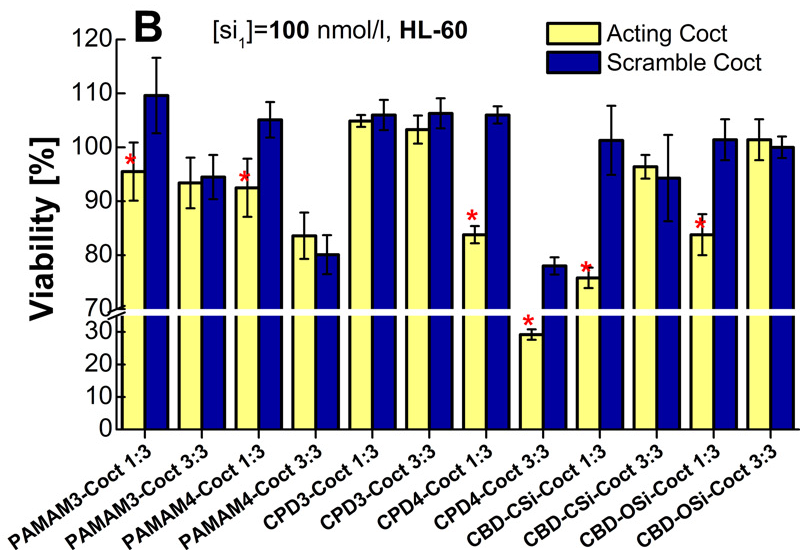 B
[si1]=100 nmol/l, HL-60
Acting Coct
Scramble Coct
Viability [%]
120
110
100
90
80
70
30
20
10
0
*
*
*
*
*
*
PAMAM3-Coct 1:3
PAMAM3-Coct 3:3
PAMAM4-Coct 1:3
PAMAM4-Coct 3:3
CPD3-Coct 1:3
CPD3-Coct 3:3
CPD4-Coct 1:3
CPD4-Coct 3:3
CBD-CSi-Coct 1:3
CBD-CSi-Coct 3:3
CBD-OSi-Coct 1:3
CBD-OSi-Coct 3:3